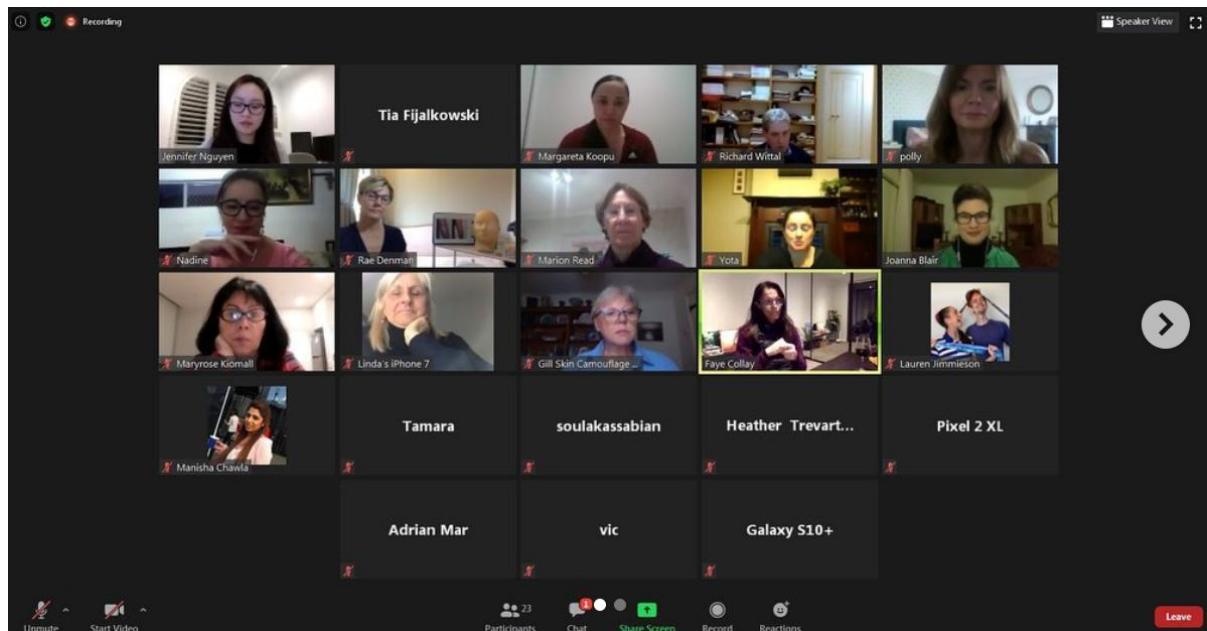 Recording
Speaker View
Jennifer Nguyen
Tia Fijalkowski
Margareta Koopu
Richard Wittal
polly
Nadine
Rae Denman
Marion Read
Yota
Joanna Blair
Maryrose Kiomall
Linda's iPhone 7
Gill Skin Camouflage ...
Faye Collay
Lauren Jimmieson
Manisha Chawla
Tamara
soulakassabian
Heather Trevart...
Pixel 2 XL
Adrian Mar
vic
Galaxy S10+
Unmute
Start Video
23
Participants
1
Chat
Share Screen
Record
Reactions
Leave